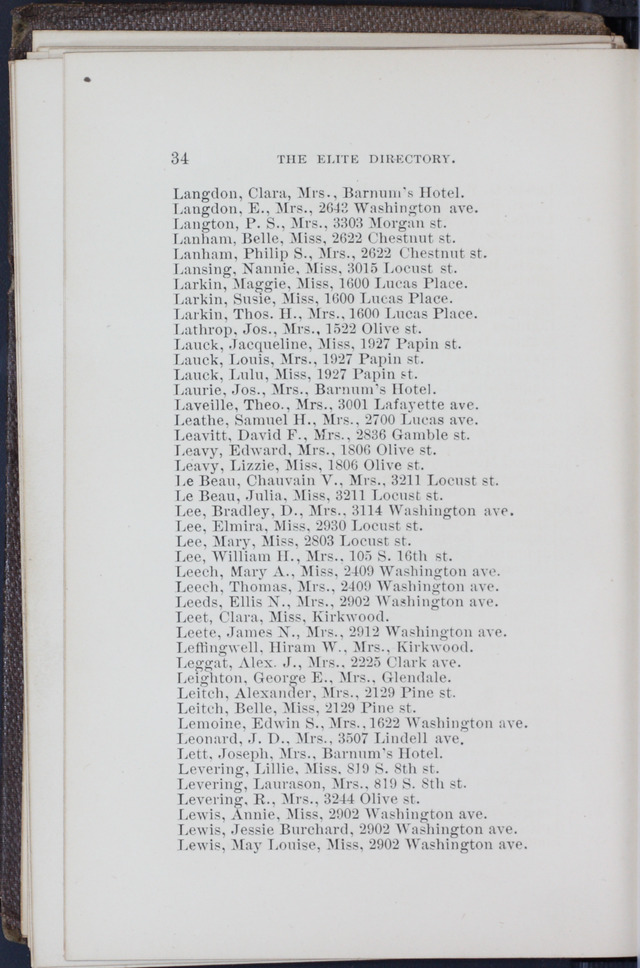 34 THE ELITE DIRECTORY.
Langdon, Clara, Mrs., Barnum's Hotel.
Langdon, E., Mrs., 2643 Washington ave.
Langton, P. S., Mrs., 3303 Morgan st.
Lanham, Belle, Miss, 2622 Chestnut st.
Lanham, Philip S., Mrs., 2622 Chestnut st.
Lansing, Nannie, Miss, 3015 Locust st.
Larkin, Maggie, Miss, 1600 Lucas Place.
Larkin, Susie, Miss, 1600 Lucas Place.
Larkin, Thos. H., Mrs., 1600 Lucas Place.
Lathrop, Jos., Mrs., 1522 Olive st.
Lauck, Jacqueline, Miss, 1927 Papin st.
Lauck, Louis, Mrs., 1927 Papin st.
Lauck, Lulu, Miss, 1927 Papin st.
Laurie, Jos., Mrs., Barnum's Hotel.
Laveille, Theo., Mrs., 3001 Lafayette ave.
Leathe, Samuel H., Mrs., 2700 Lucas ave.
Leavitt, David F., Mrs., 2836 Gamble st.
Leavy, Edward, Mrs., 1806 Olive st.
Leavy, Lizzie, Miss, 1806 Olive st.
Le Beau, Chauvain V., Mrs., 3211 Locust st.
Le Beau, Julia, Miss, 3211 Locust st.
Lee, Bradley, D., Mrs., 3114 Washington ave.
Lee, Elmira, Miss, 2930 Locust st.
Lee, Mary, Miss, 2803 Locust st.
Lee, William H., Mrs., 105 S. 16th st.
Leech, Mary A., Miss, 2409 Washington ave.
Leech, Thomas, Mrs., 2409 Washington ave.
Leeds, Ellis N., Mrs., 2902 Washington ave.
Leet, Clara, Miss, Kirkwood.
Leete, James N., Mrs., 2912 Washington ave.
Leffingwell, Hiram W., Mrs., Kirkwood.
Leggat, Alex. J., Mrs., 2225 Clark ave.
Leighton, George E., Mrs., Glendale.
Leitch, Alexander, Mrs., 2129 Pine st.
Leitch, Belle, Miss, 2129 Pine st.
Lemoine, Edwin S., Mrs., 1622 Washington ave.
Leonard, J. D., Mrs., 3507 Lindell ave.
Lett, Joseph, Mrs., Barnum's Hotel.
Levering, Lillie, Miss. 819 S. 8th st.
Levering, Laurason, Mrs., 819 S. 8th st.
Levering, R., Mrs., 3244 Olive st.
Lewis, Annie, Miss, 2902 Washington ave.
Lewis, Jessie Burchard, 2902 Washington ave.
Lewis, May Louise, Miss, 2902 Washington ave.